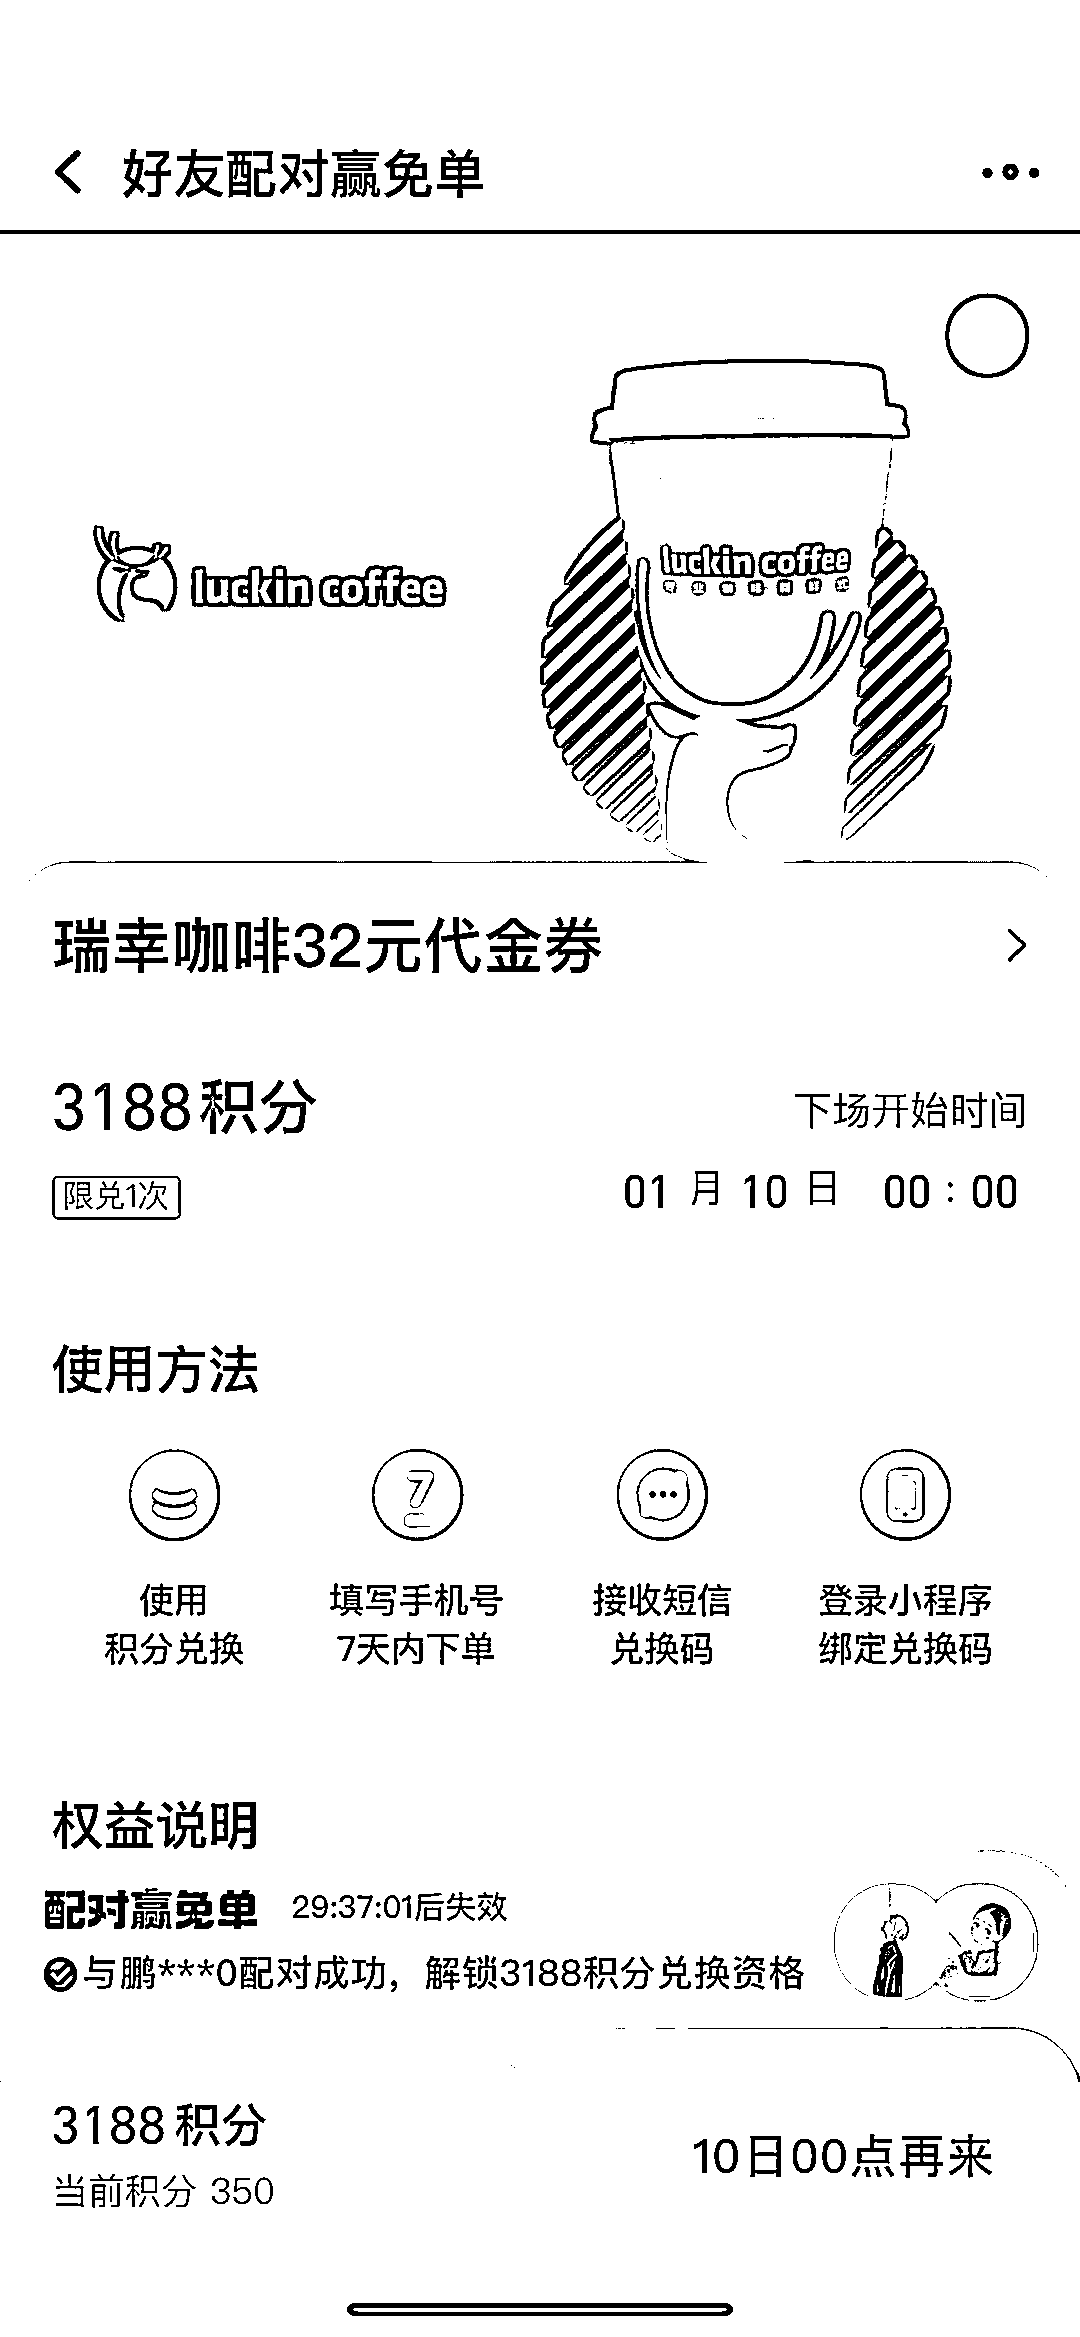 好友配对赢免单
luckin coffee
luckin coffee
瑞幸咖啡32元代金券
3188积分
下场开始时间
限兑1次
01 月 10 日 00 : 00
使用方法
使用
积分兑换
填写手机号
7天内下单
接收短信
兑换码
登录小程序
绑定兑换码
权益说明
配对赢免单 29:37:01后失效
与鹏***0配对成功，解锁3188积分兑换资格
3188积分
当前积分 350
10日00点再来